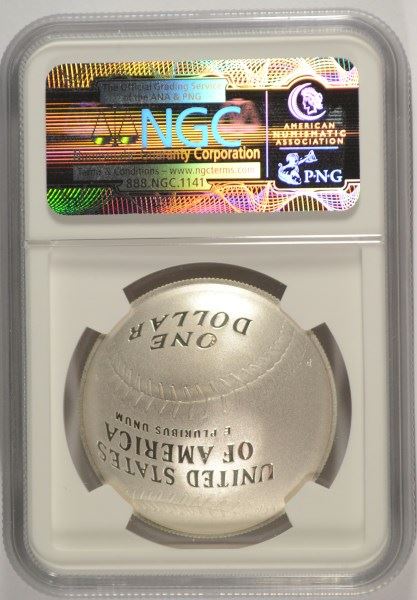 The Official Grading Service
of the ANA & PNG
NGC
Numismatic Guaranty Corporation
Terms & Conditions – www.ngcterms.com
888.NGC.1141
AMERICAN
NUMISMATIC
ASSOCIATION
P·N·G
UNITED STATES
OF AMERICA
E PLURIBUS UNUM
ONE
DOLLAR